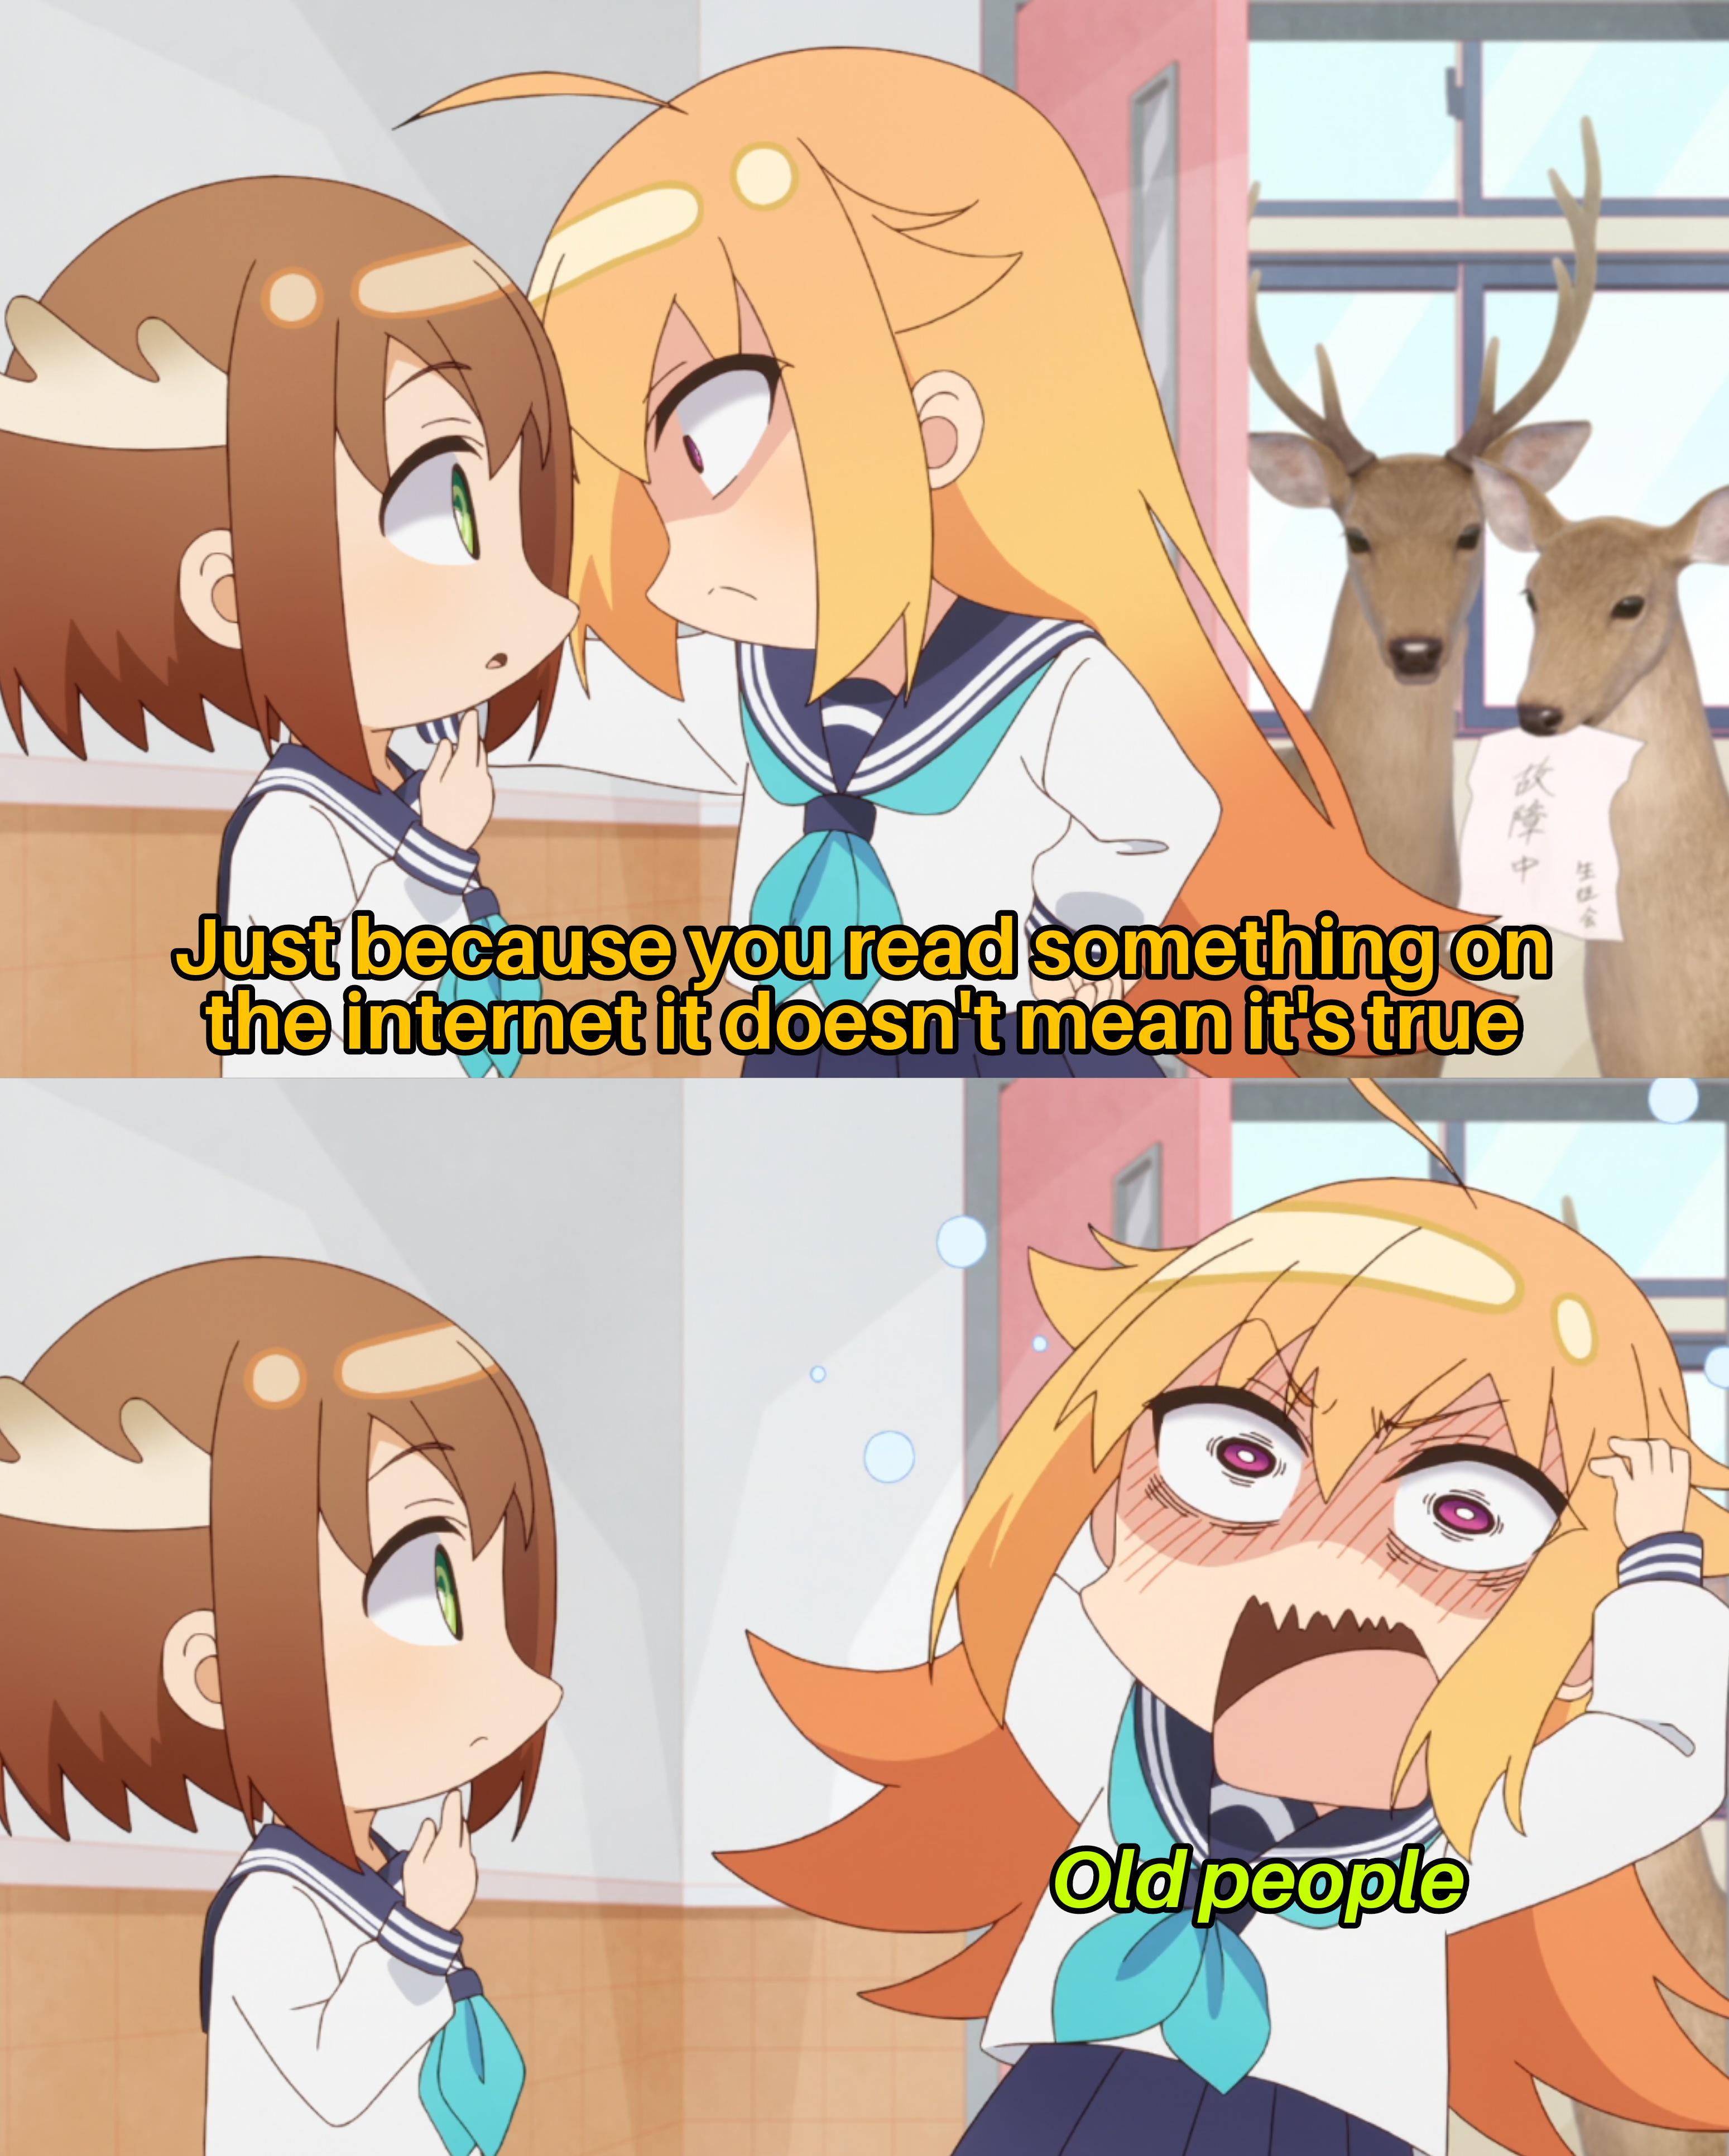 Just because you read something on
the internet it doesn't mean it's true
故障中
生徒会
Old people